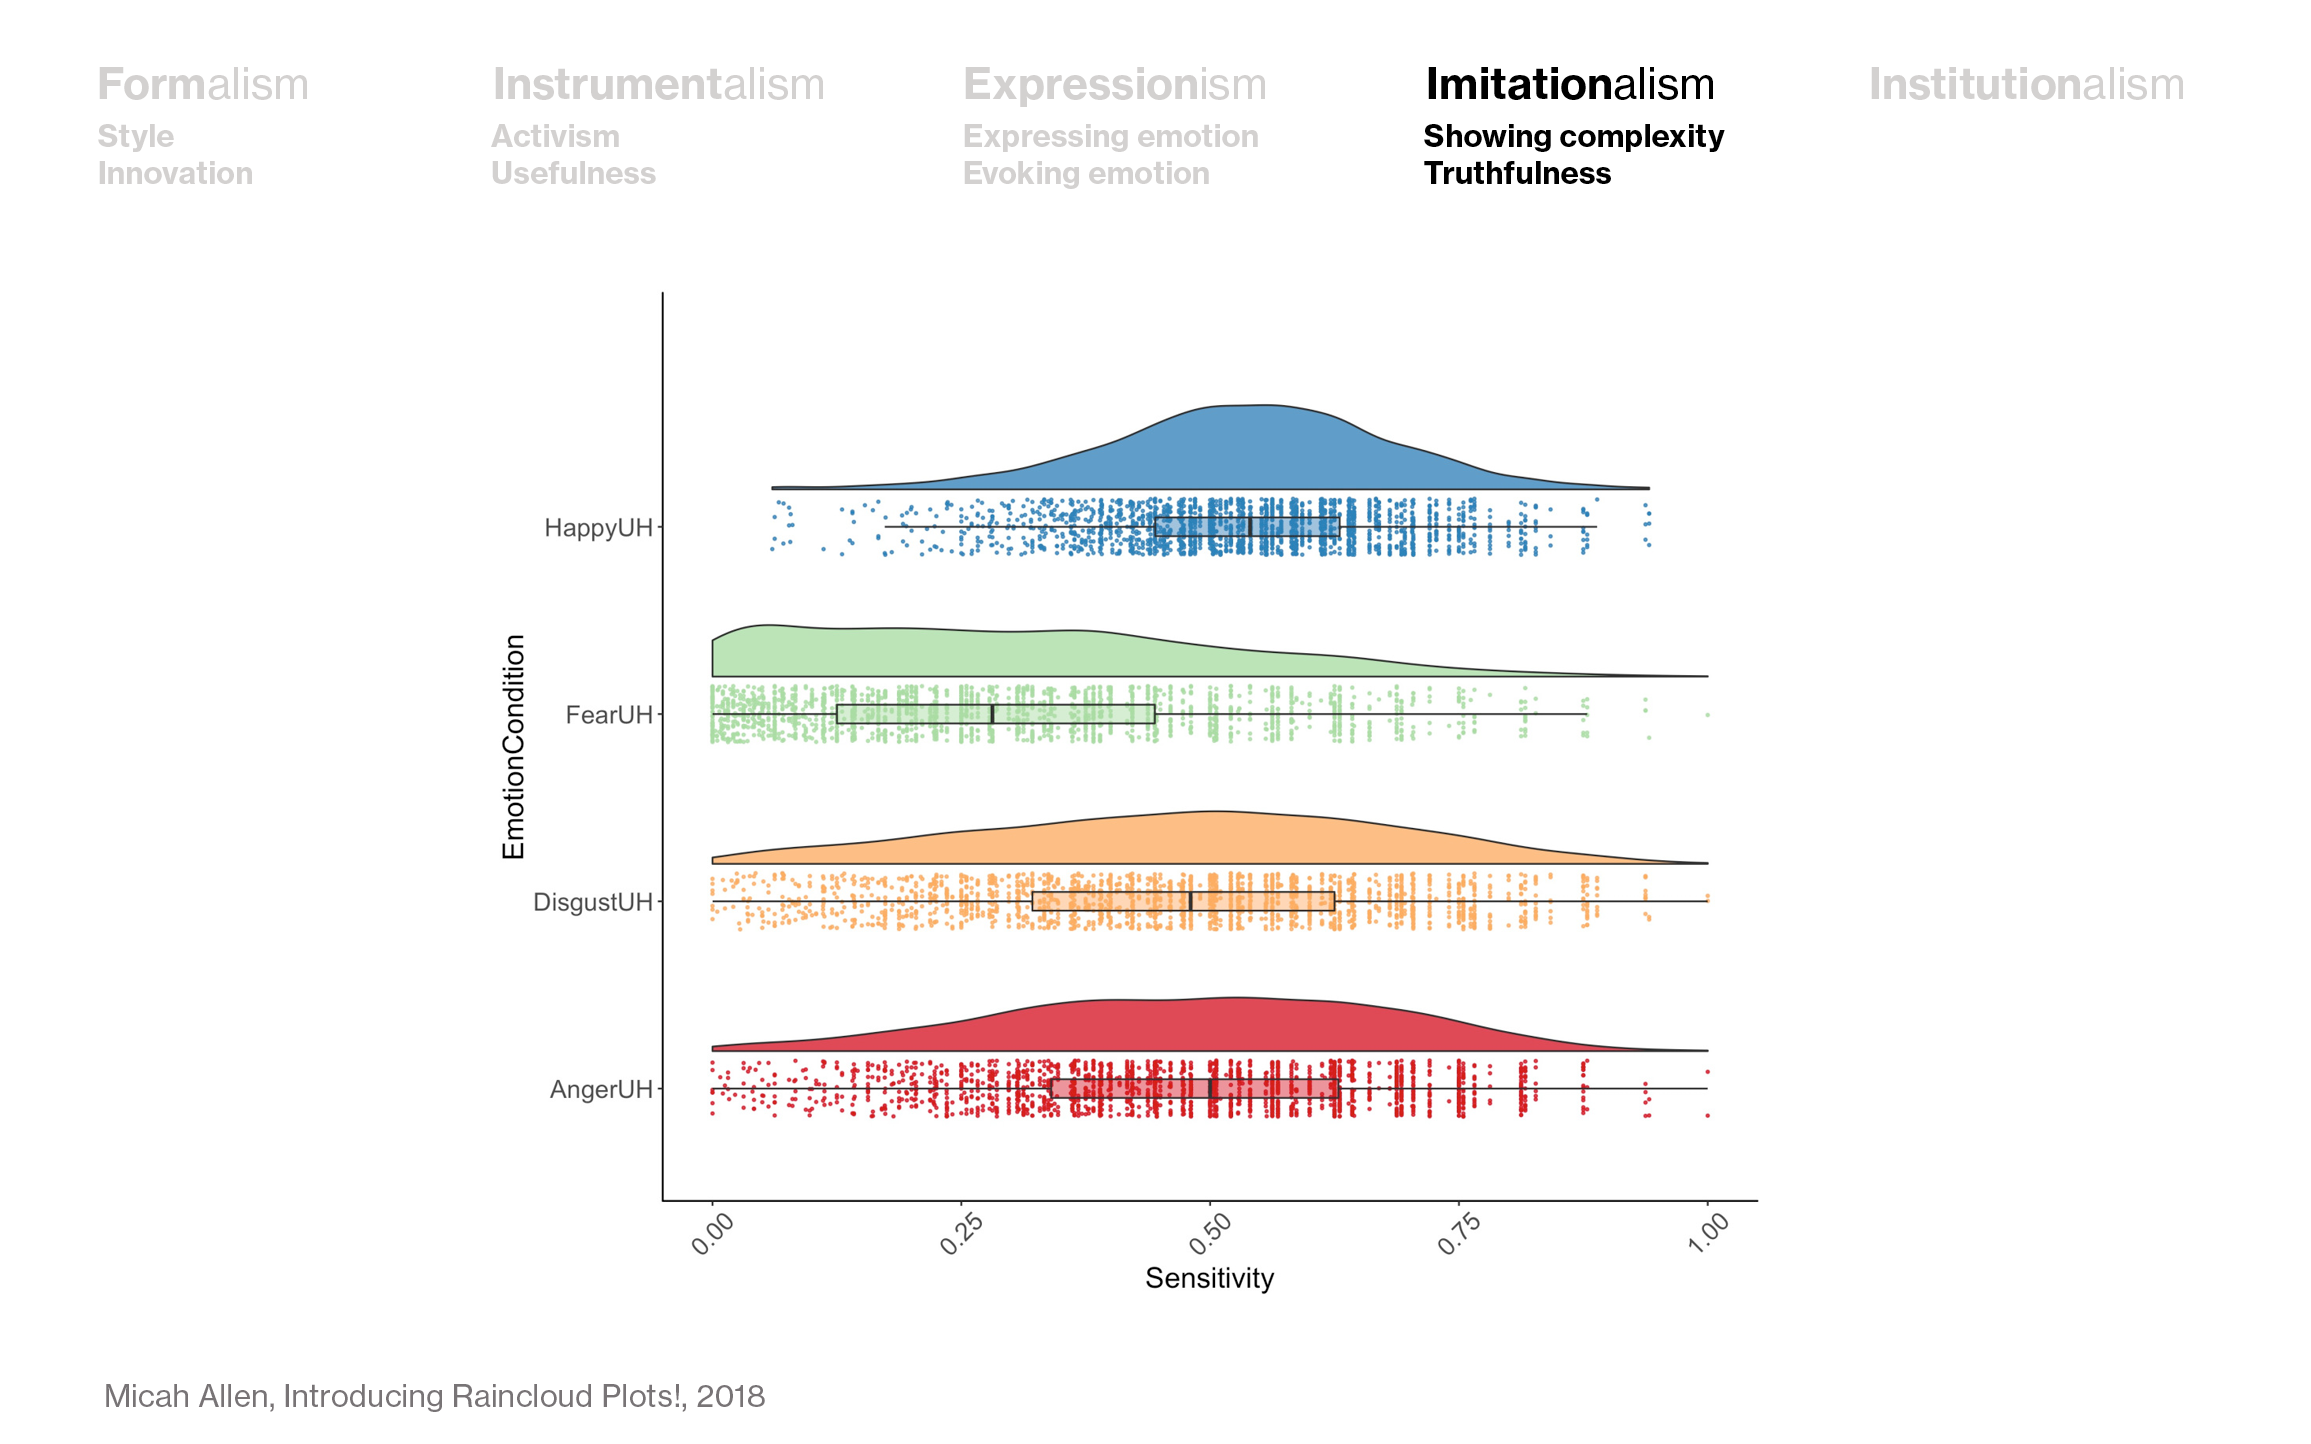 Formalism
Style
Innovation
Instrumentalism
Activism
Usefulness
Expressionism
Expressing emotion
Evoking emotion
Imitationalism
Showing complexity
Truthfulness
Institutionalism
EmotionCondition
HappyUH
FearUH
DisgustUH
AngerUH
0.00
0.25
0.50
0.75
1.00
Sensitivity
Micah Allen, Introducing Raincloud Plots!, 2018